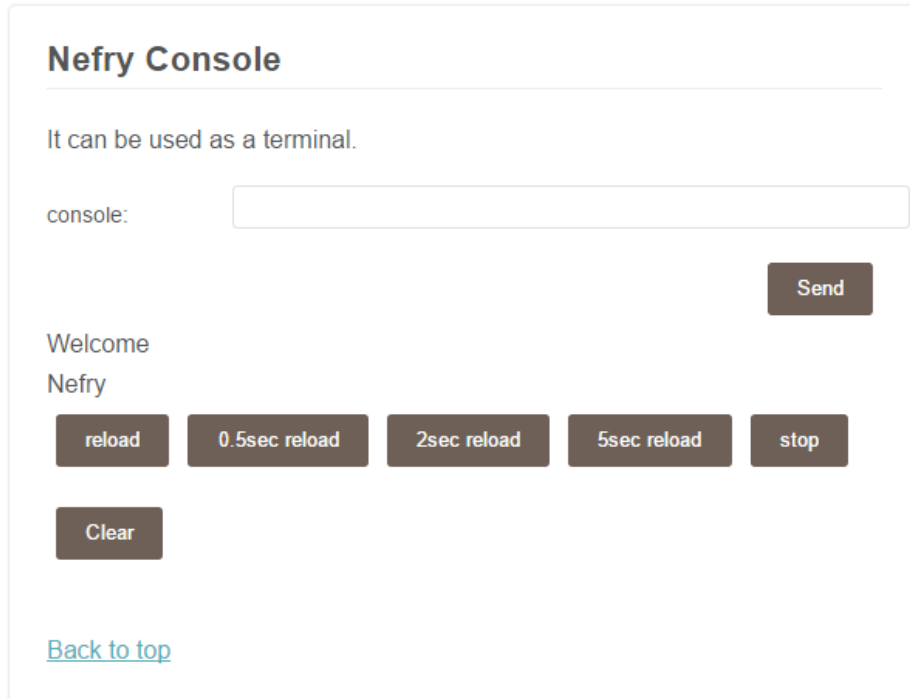 Nefry Console
It can be used as a terminal.
console:
Send
Welcome
Nefry
reload 0.5sec reload 2sec reload 5sec reload stop
Clear
Back to top